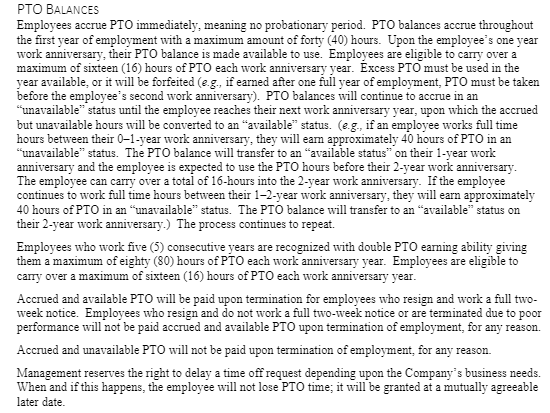 PTO BALANCES
Employees accrue PTO immediately, meaning no probationary period.  PTO balances accrue throughout
the first year of employment with a maximum amount of forty (40) hours.  Upon the employee's one year
work anniversary, their PTO balance is made available to use.  Employees are eligible to carry over a
maximum of sixteen (16) hours of PTO each work anniversary year.  Excess PTO must be used in the
year available, or it will be forfeited (e.g., if earned after one full year of employment, PTO must be taken
before the employee's second work anniversary).  PTO balances will continue to accrue in an
"unavailable" status until the employee reaches their next work anniversary year, upon which the accrued
but unavailable hours will be converted to an "available" status.  (e.g., if an employee works full time
hours between their 0–1-year work anniversary, they will earn approximately 40 hours of PTO in an
"unavailable" status.  The PTO balance will transfer to an "available status" on their 1-year work
anniversary and the employee is expected to use the PTO hours before their 2-year work anniversary.
The employee can carry over a total of 16-hours into the 2-year work anniversary.  If the employee
continues to work full time hours between their 1–2-year work anniversary, they will earn approximately
40 hours of PTO in an "unavailable" status.  The PTO balance will transfer to an "available" status on
their 2-year work anniversary.)  The process continues to repeat.
Employees who work five (5) consecutive years are recognized with double PTO earning ability giving
them a maximum of eighty (80) hours of PTO each work anniversary year.  Employees are eligible to
carry over a maximum of sixteen (16) hours of PTO each work anniversary year.
Accrued and available PTO will be paid upon termination for employees who resign and work a full two-
week notice.  Employees who resign and do not work a full two-week notice or are terminated due to poor
performance will not be paid accrued and available PTO upon termination of employment, for any reason.
Accrued and unavailable PTO will not be paid upon termination of employment, for any reason.
Management reserves the right to delay a time off request depending upon the Company's business needs.
When and if this happens, the employee will not lose PTO time; it will be granted at a mutually agreeable
later date.